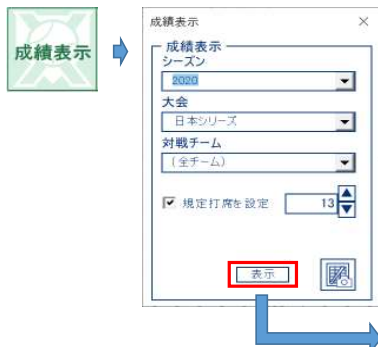 成績表示
成績表示
成績表示
シーズン
2020
大会
日本シリーズ
対戦チーム
(全チーム)
規定打席を設定 13
表示